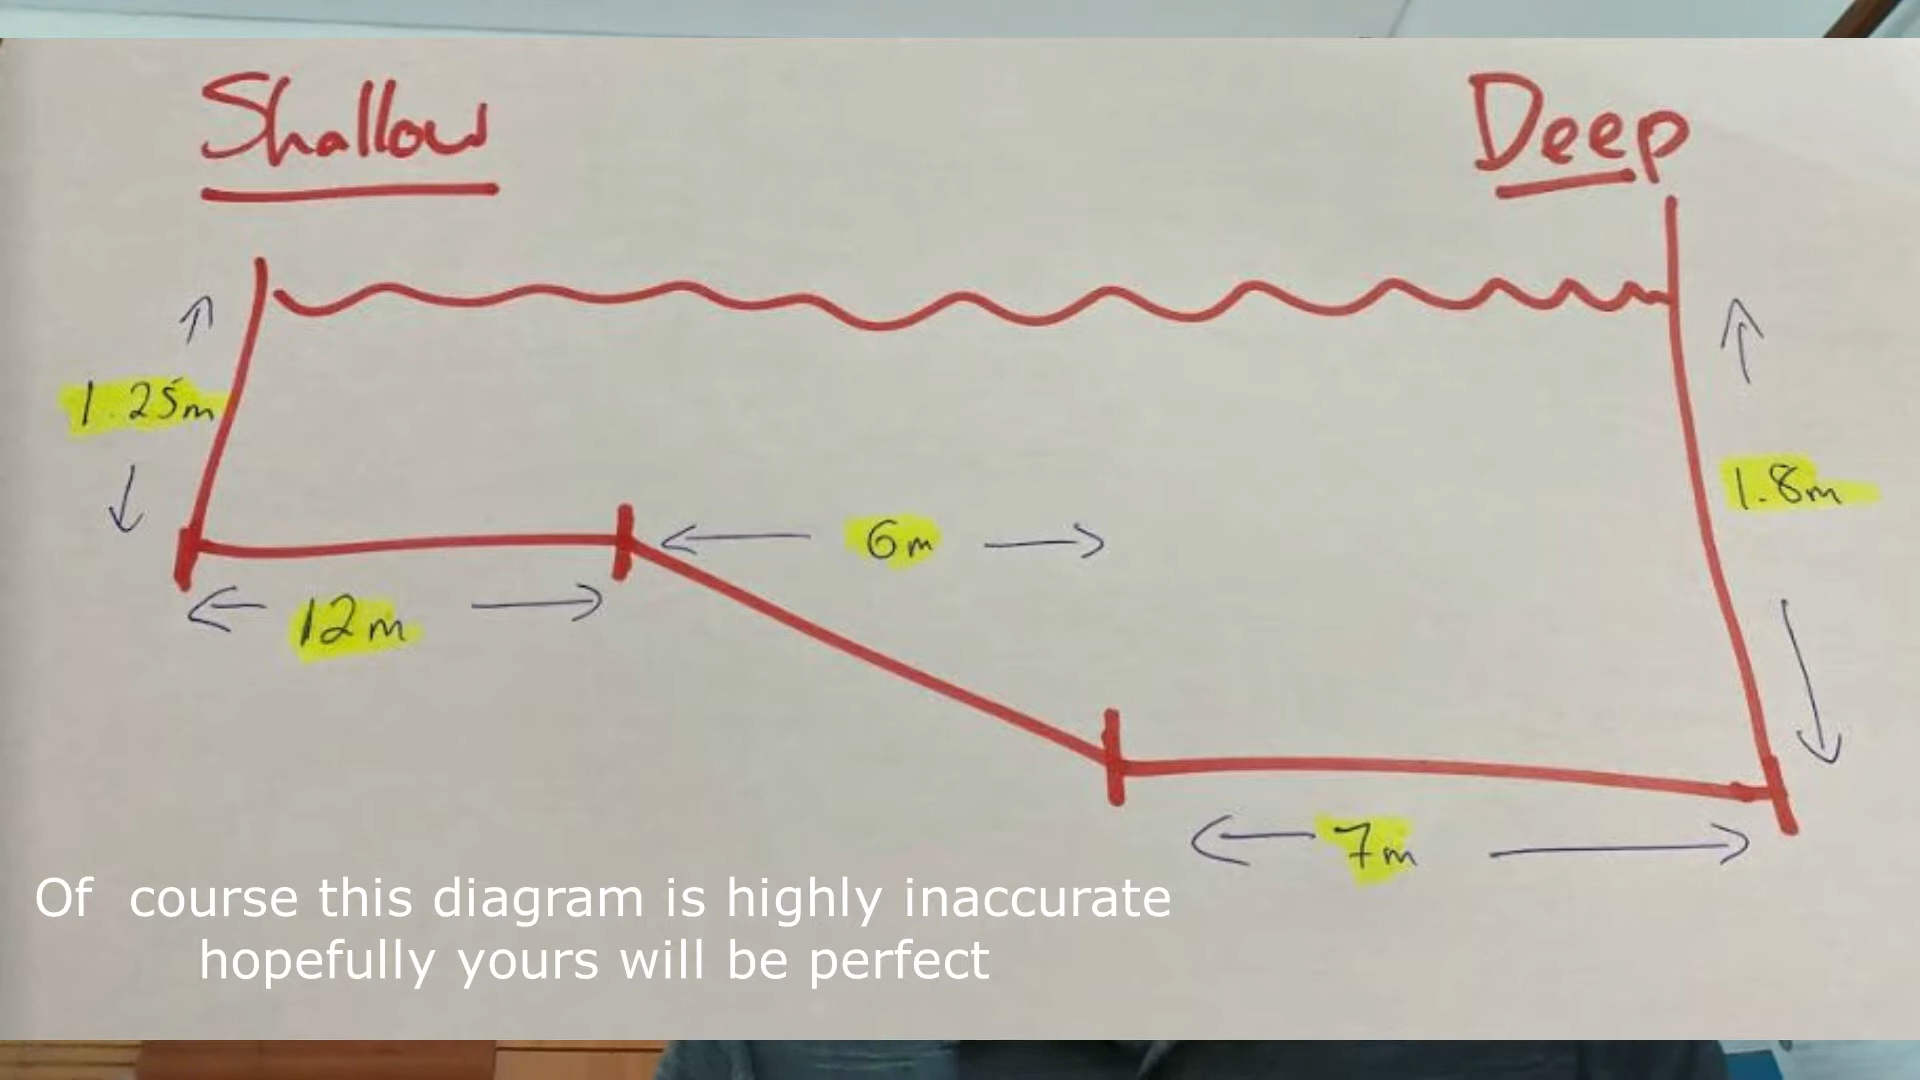 Shallow
Deep
1.25m
1.8m
6m
12m
7m
Of course this diagram is highly inaccurate
hopefully yours will be perfect